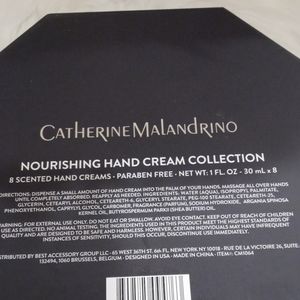 CATHERINE MALANDRINO
NOURISHING HAND CREAM COLLECTION
8 SCENTED HAND CREAMS • PARABEN FREE • NET WT: 1 FL. OZ - 30 mL x 8
DIRECTIONS: DISPENSE A SMALL AMOUNT OF HAND CREAM INTO THE PALM OF YOUR HANDS. MASSAGE ALL OVER HANDS
UNTIL COMPLETELY ABSORBED. REAPPLY AS NEEDED. INGREDIENTS: WATER (AQUA), ISOPROPYL PALMITATE,
GLYCERIN, CETEARYL ALCOHOL, CETEARETH-6, GLYCERYL STEARATE, PEG-100 STEARATE, CETEARETH-25,
PHENOXYETHANOL, CAPRYLYL GLYCOL, CARBOMER, FRAGRANCE (PARFUM), SODIUM HYDROXIDE, ARGANIA SPINOSA
KERNEL OIL, BUTYROSPERMUM PARKII (SHEA BUTTER) OIL.
WARNING: FOR EXTERNAL USE ONLY. DO NOT EAT OR SWALLOW. AVOID EYE CONTACT. KEEP OUT OF REACH OF CHILDREN.
USE AS DIRECTED. NO ANIMAL TESTING. THE INGREDIENTS USED IN THIS PRODUCT MEET THE HIGHEST STANDARDS OF
AND ARE DESIGNED TO BE SAFE AND HARMLESS. HOWEVER, CERTAIN INDIVIDUALS MAY HAVE INFREQUENT
INSTANCES OF SENSITIVITY. SHOULD THIS OCCUR, DISCONTINUE USE IMMEDIATELY.
DISTRIBUTED BY BEST ACCESSORY GROUP LLC • 65 WEST 36TH ST. 6th FL. NEW YORK, NY 10018 • RUE DE LA VICTOIRE 26, SUITE
132494, 1060 BRUSSELS, BELGIUM • DESIGNED IN USA • MADE IN CHINA • ITEM#: CM1064